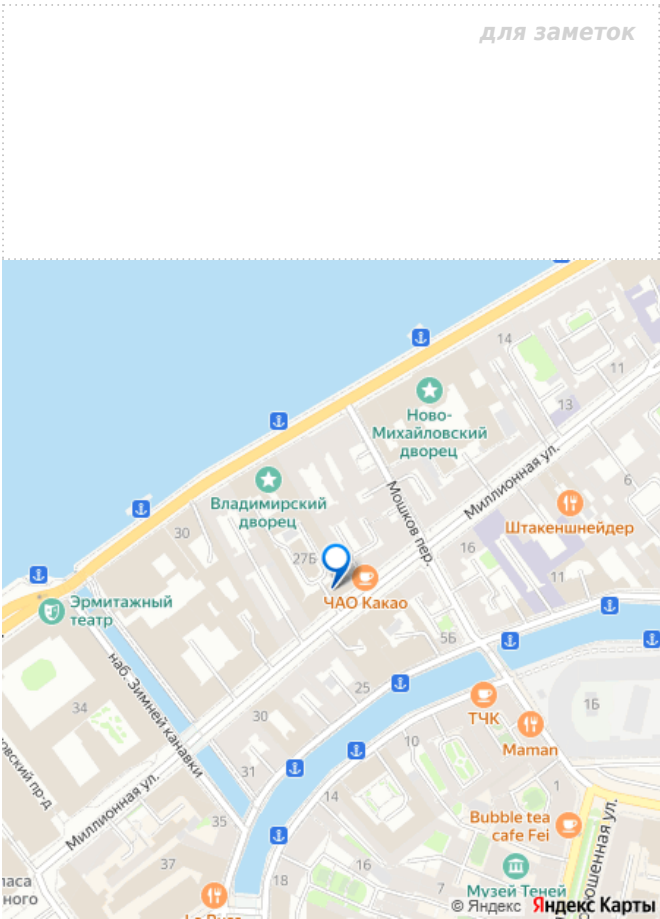 для заметок
14
11
Ново-
Михайловский
дворец
13
Миллионная ул.
6
Владимирский
дворец
Мошков пер.
Штакеншнейдер
30
16
27Б
11
ЧАО Какао
Эрмитажный
театр
5Б
наб. Зимней канавки
25
34
30
ТЧК
1Б
Maman
10
31
Миллионная ул.
14
1
35
Bubble tea
cafe Fei
37
16
18
7
Музей Теней
© Яндекс Яндекс Карты